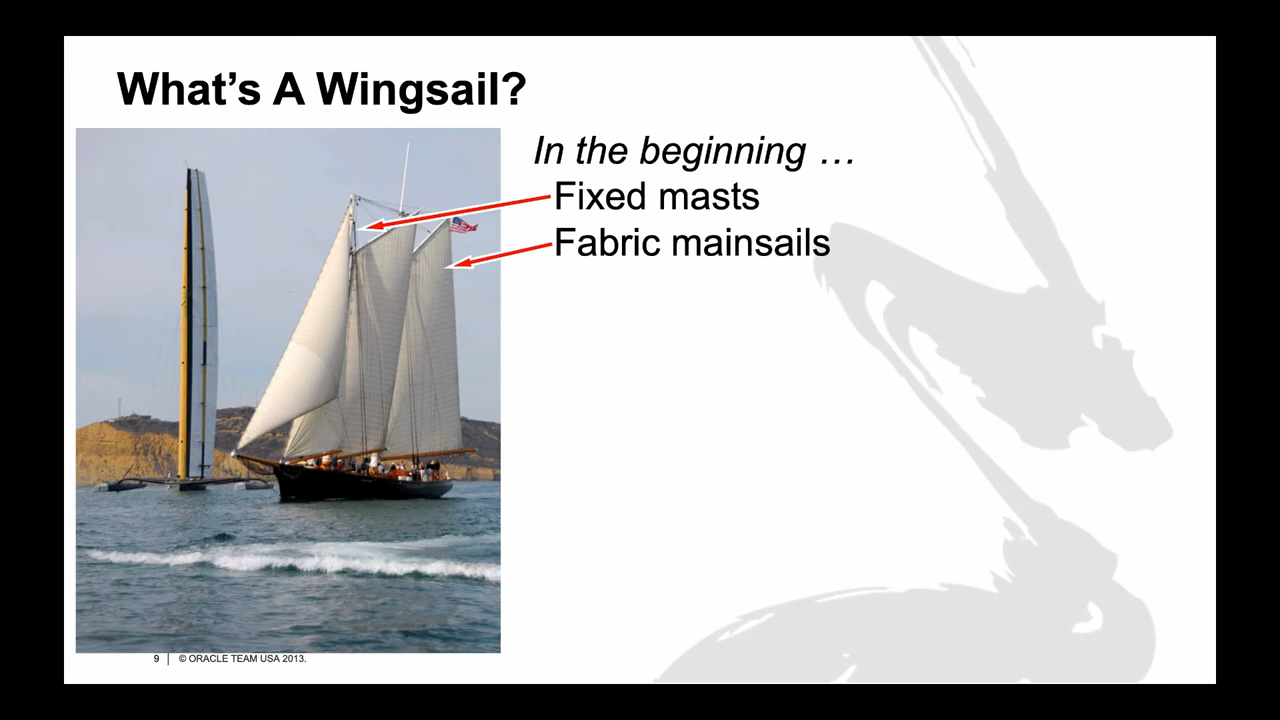 What's A Wingsail?
In the beginning …
Fixed masts
Fabric mainsails
9 | © ORACLE TEAM USA 2013.